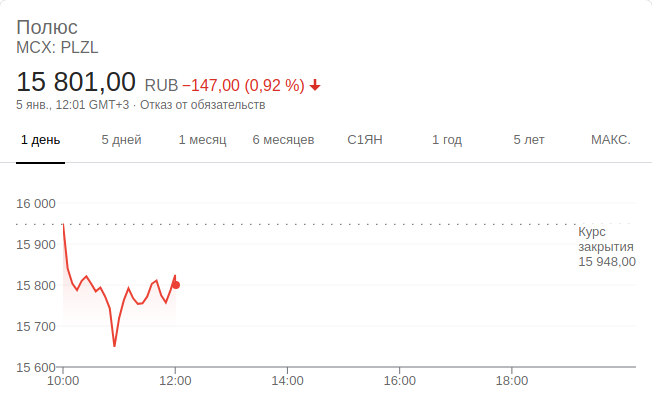 Полюс
MCX: PLZL
15 801,00 RUB −147,00 (0,92 %)
5 янв., 12:01 GMT+3 · Отказ от обязательств
1 день 5 дней 1 месяц 6 месяцев С1ЯН 1 год 5 лет МАКС.
16 000
Курс
закрытия
15 948,00
15 900
15 800
15 700
15 600
10:00 12:00 14:00 16:00 18:00